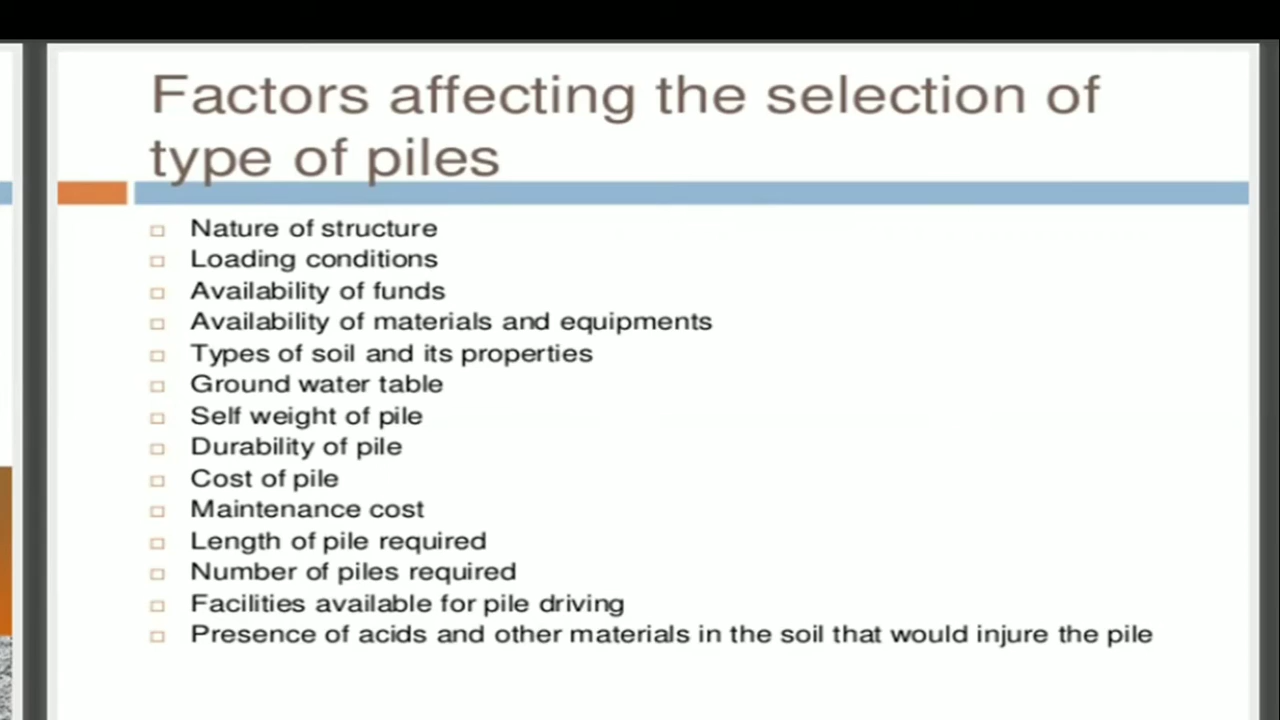 Factors affecting the selection of
type of piles
Nature of structure
Loading conditions
Availability of funds
Availability of materials and equipments
Types of soil and its properties
Ground water table
Self weight of pile
Durability of pile
Cost of pile
Maintenance cost
Length of pile required
Number of piles required
Facilities available for pile driving
Presence of acids and other materials in the soil that would injure the pile